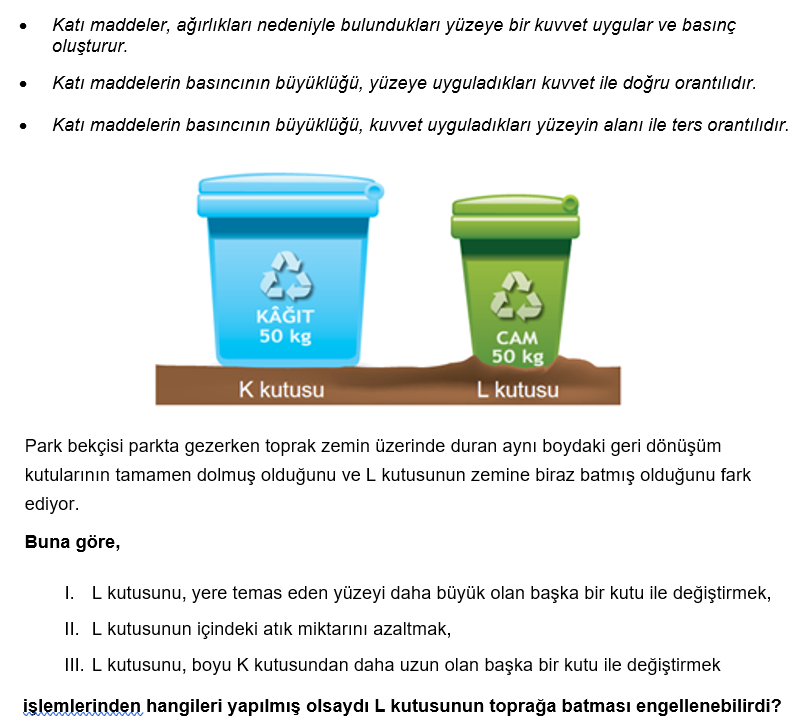 • Katı maddeler, ağırlıkları nedeniyle bulundukları yüzeye bir kuvvet uygular ve basınç
oluşturur.
• Katı maddelerin basıncının büyüklüğü, yüzeye uyguladıkları kuvvet ile doğru orantılıdır.
• Katı maddelerin basıncının büyüklüğü, kuvvet uyguladıkları yüzeyin alanı ile ters orantılıdır.
KÂĞIT
50 kg
CAM
50 kg
K kutusu
L kutusu
Park bekçisi parkta gezerken toprak zemin üzerinde duran aynı boydaki geri dönüşüm
kutularının tamamen dolmuş olduğunu ve L kutusunun zemine biraz batmış olduğunu fark
ediyor.
Buna göre,
I. L kutusunu, yere temas eden yüzeyi daha büyük olan başka bir kutu ile değiştirmek,
II. L kutusunun içindeki atık miktarını azaltmak,
III. L kutusunu, boyu K kutusundan daha uzun olan başka bir kutu ile değiştirmek
işlemlerinden hangileri yapılmış olsaydı L kutusunun toprağa batması engellenebilirdi?